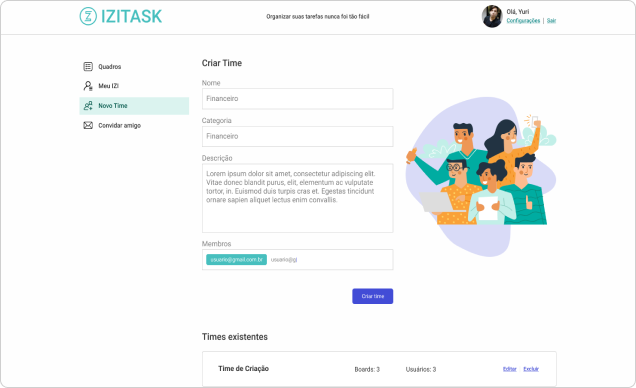 IZITASK
Organizar suas tarefas nunca foi tão fácil
Olá, Yuri
Configurações | Sair
Quadros
Meu IZI
Novo Time
Convidar amigo
Criar Time
Nome
Financeiro
Categoria
Financeiro
Descrição
Lorem ipsum dolor sit amet, consectetur adipiscing elit.
Vitae donec blandit purus, elit, elementum ac vulputate
tortor, in. Euismod duis turpis cras et. Egestas tincidunt
ornare sapien aliquet lectus enim convallis.
Membros
usuario@gmail.com.br usuario@g|
Criar time
Times existentes
Time de Criação Boards: 3 Usuários: 3 Editar Excluir